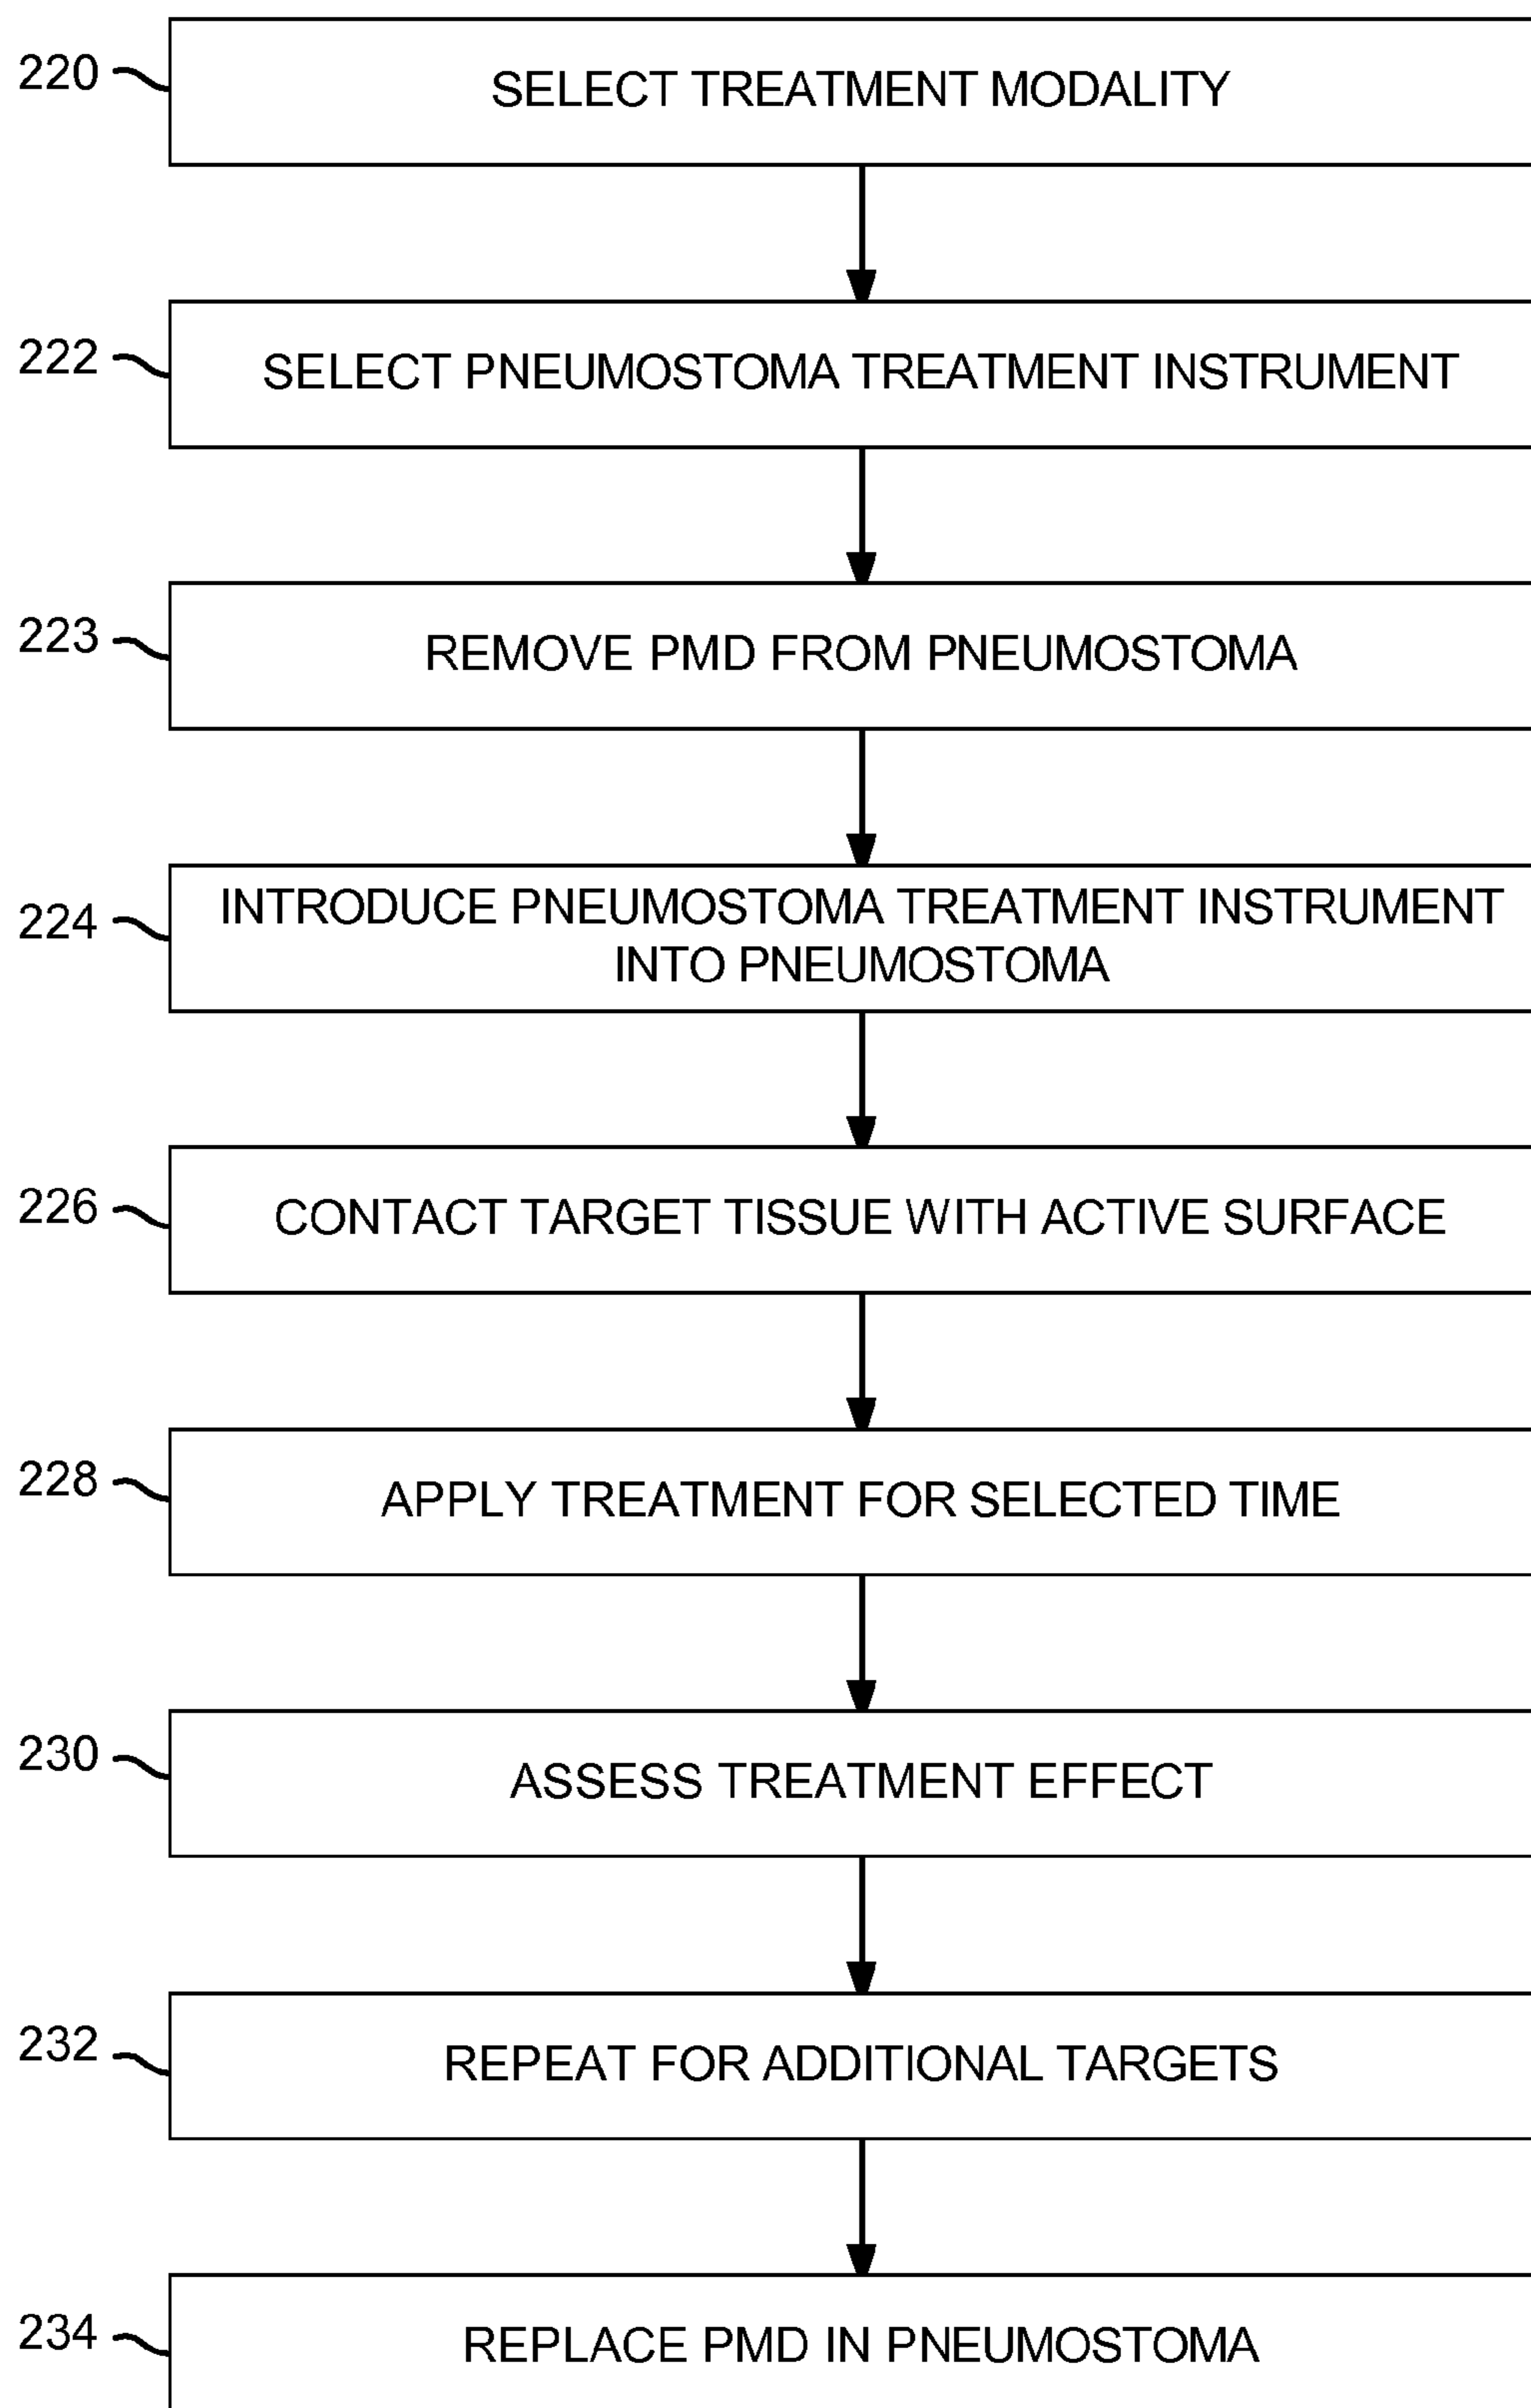 220
SELECT TREATMENT MODALITY
222
SELECT PNEUMOSTOMA TREATMENT INSTRUMENT
223
REMOVE PMD FROM PNEUMOSTOMA
224
INTRODUCE PNEUMOSTOMA TREATMENT INSTRUMENT
INTO PNEUMOSTOMA
226
CONTACT TARGET TISSUE WITH ACTIVE SURFACE
228
APPLY TREATMENT FOR SELECTED TIME
230
ASSESS TREATMENT EFFECT
232
REPEAT FOR ADDITIONAL TARGETS
234
REPLACE PMD IN PNEUMOSTOMA